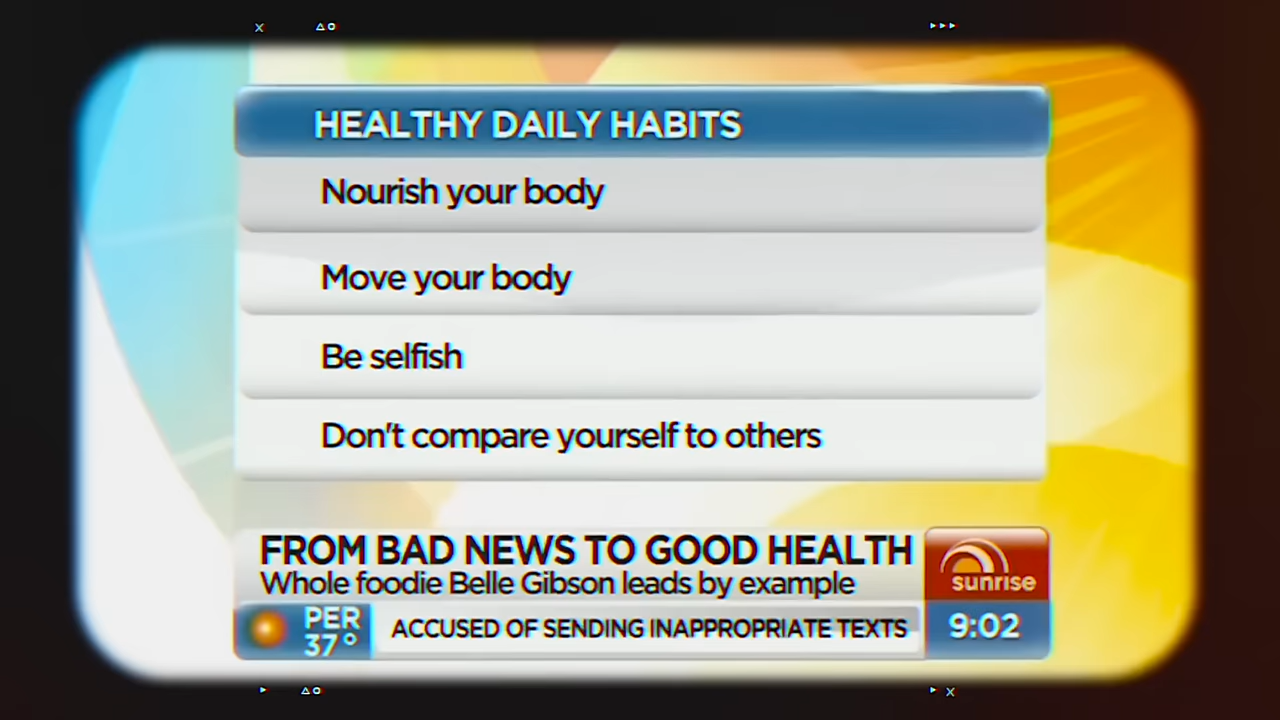 HEALTHY DAILY HABITS
Nourish your body
Move your body
Be selfish
Don't compare yourself to others
FROM BAD NEWS TO GOOD HEALTH
Whole foodie Belle Gibson leads by example
sunrise
PER
37°
ACCUSED OF SENDING INAPPROPRIATE TEXTS
9:02